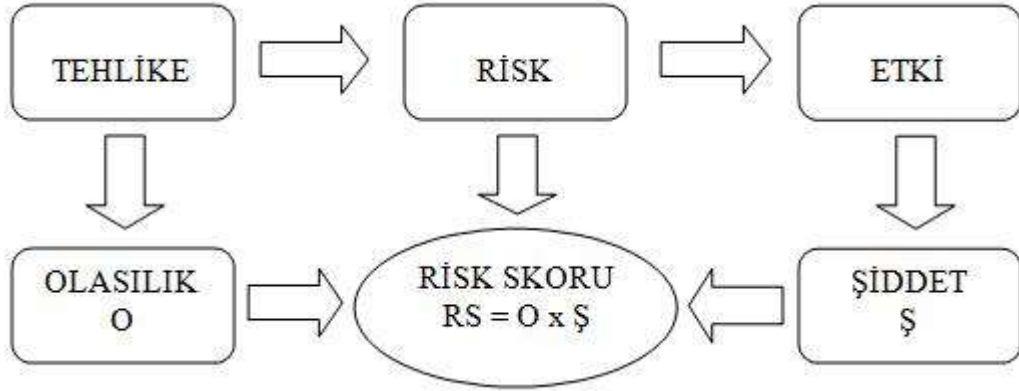 TEHLİKE
RİSK
ETKİ
OLASILIK
O
RİSK SKORU
RS = O x Ş
ŞİDDET
Ş